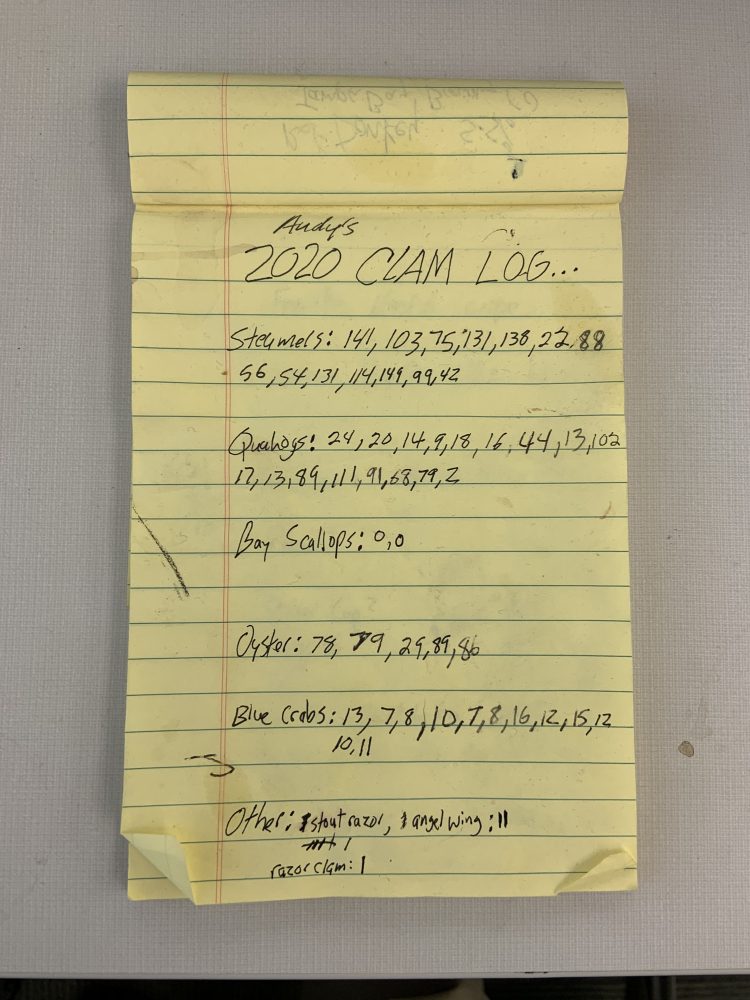 Andy's
2020 CLAM LOG...
Steamers: 141, 103, 75, 131, 138, 22, 88
56, 54, 131, 114, 149, 99, 42
Quahogs: 24, 20, 14, 9, 18, 16, 44, 13, 102
17, 13, 89, 111, 91, 68, 79, 2
Bay Scallops: 0, 0
Oyster: 78, 79, 29, 89, 86
Blue Crabs: 13, 7, 8, 10, 7, 8, 16, 12, 15, 12
10, 11
Other: 1 stout razor, 1 angel wing: 11
razor clam: 1